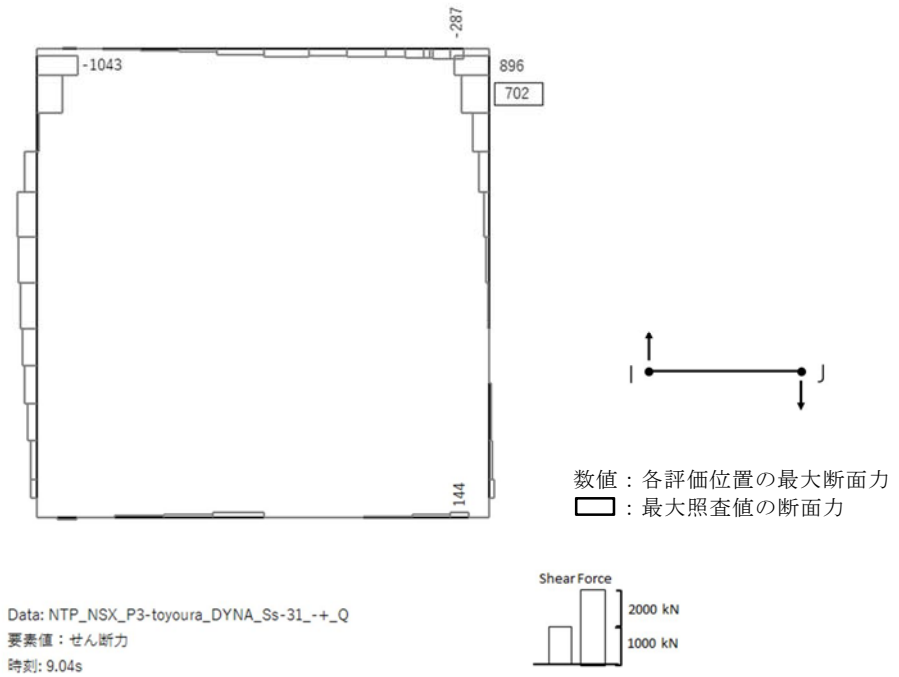 -287
-1043
896
702
I
J
数値：各評価位置の最大断面力
：最大照査値の断面力
144
Shear Force
2000 kN
1000 kN
Data: NTP_NSX_P3-toyoura_DYNA_Ss-31_-+_Q
要素値：せん断力
時刻: 9.04s